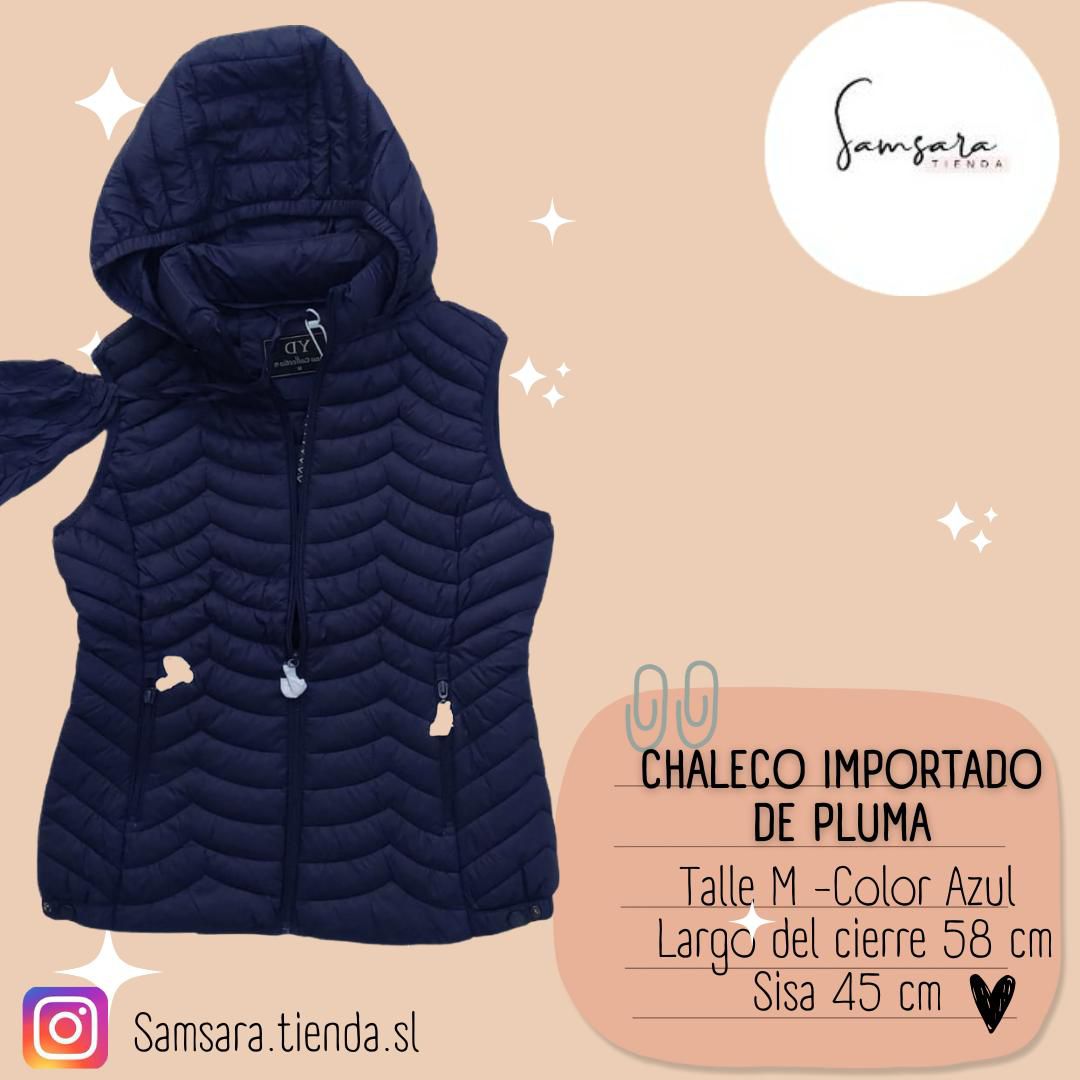 Samsara
TIENDA
YD
CHALECO IMPORTADO
DE PLUMA
Talle M -Color Azul
Largo del cierre 58 cm
Sisa 45 cm
Samsara.tienda.sl